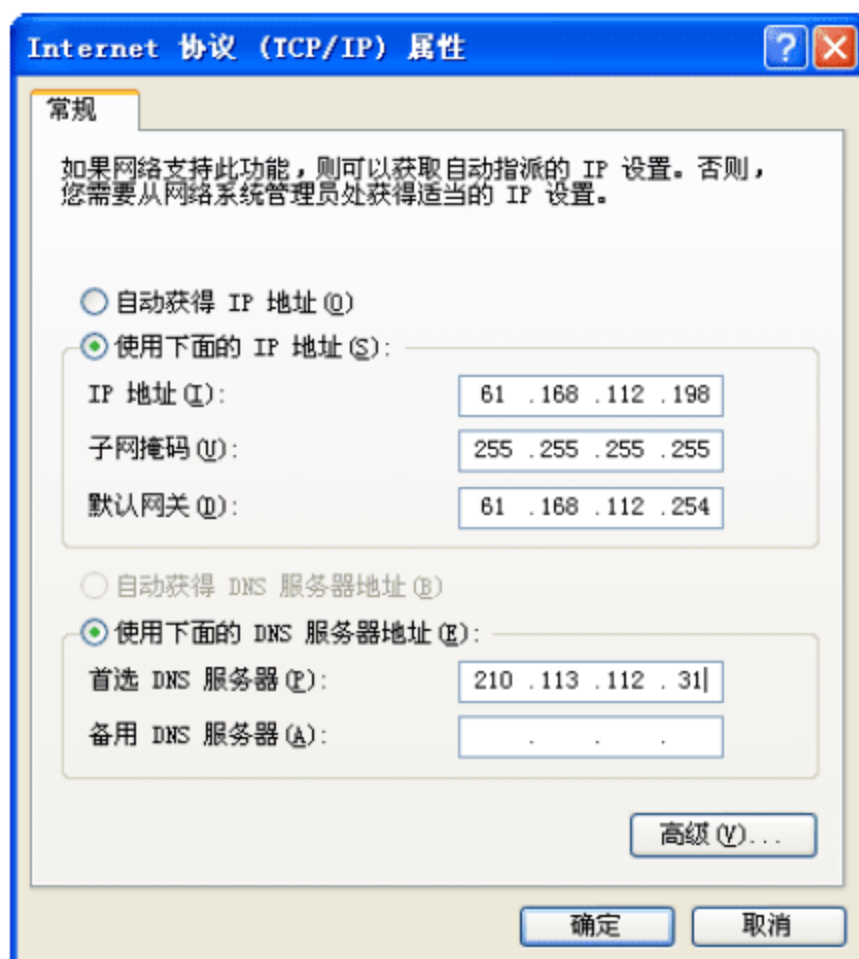 Internet 协议 (TCP/IP) 属性
常规
如果网络支持此功能，则可以获取自动指派的 IP 设置。否则，
您需要从网络系统管理员处获得适当的 IP 设置。
自动获得 IP 地址(O)
使用下面的 IP 地址(S):
IP 地址(I): 61 .168 .112 .198
子网掩码(U): 255 .255 .255 .255
默认网关(D): 61 .168 .112 .254
自动获得 DNS 服务器地址(B)
使用下面的 DNS 服务器地址(E):
首选 DNS 服务器(P): 210 .113 .112 . 31
备用 DNS 服务器(A): . . .
高级(V)...
确定 取消